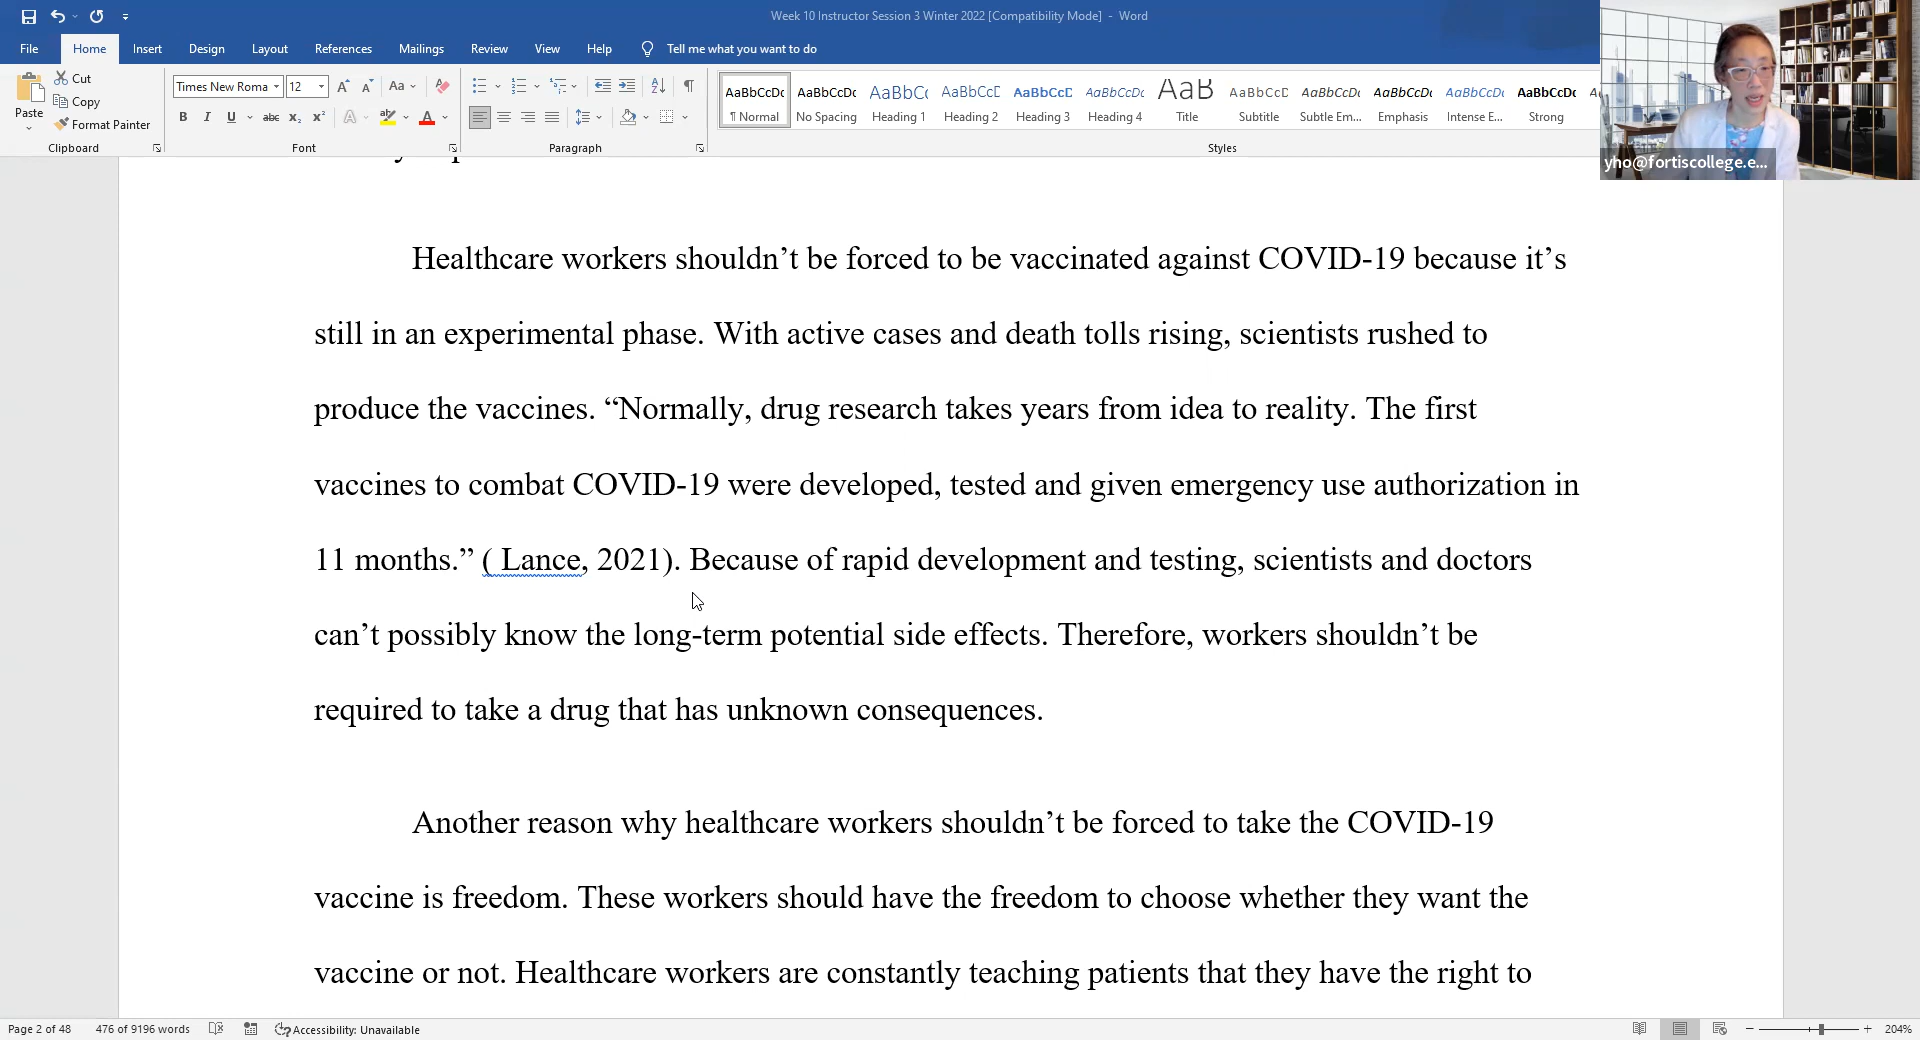 Week 10 Instructor Session 3 Winter 2022 [Compatibility Mode] - Word
File Home Insert Design Layout References Mailings Review View Help Tell me what you want to do
Paste
Cut
Copy
Format Painter
Clipboard
Times New Roma 12 Aa
B I U abc x₂ x² A ab A
Font
Paragraph
AaBbCcDc AaBbCcDc AaBbC AaBbCcD AaBbCcD AaBbCcDc AaB AaBbCcD AaBbCcDc AaBbCcDc AaBbCcDc AaBbCcDc
¶ Normal No Spacing Heading 1 Heading 2 Heading 3 Heading 4 Title Subtitle Subtle Em... Emphasis Intense E... Strong
Styles
yho@fortiscollege.e...
Healthcare workers shouldn’t be forced to be vaccinated against COVID-19 because it’s
still in an experimental phase. With active cases and death tolls rising, scientists rushed to
produce the vaccines. “Normally, drug research takes years from idea to reality. The first
vaccines to combat COVID-19 were developed, tested and given emergency use authorization in
11 months.” ( Lance, 2021). Because of rapid development and testing, scientists and doctors
can’t possibly know the long-term potential side effects. Therefore, workers shouldn’t be
required to take a drug that has unknown consequences.
Another reason why healthcare workers shouldn’t be forced to take the COVID-19
vaccine is freedom. These workers should have the freedom to choose whether they want the
vaccine or not. Healthcare workers are constantly teaching patients that they have the right to
Page 2 of 48 476 of 9196 words Accessibility: Unavailable 204%